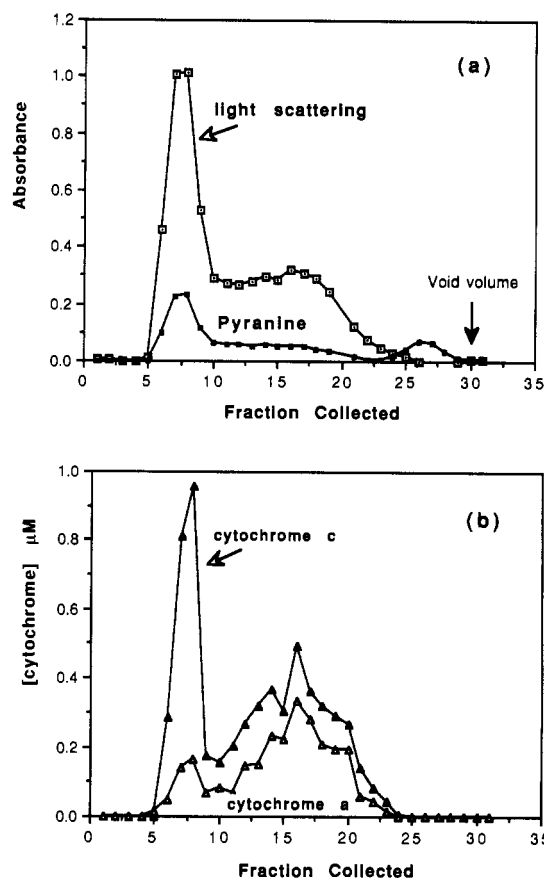 (a)
1.2
1.0
0.8
0.6
0.4
0.2
0.0
Absorbance
light scattering
Pyranine
Void volume
0 5 10 15 20 25 30 35
Fraction Collected
(b)
1.0
0.8
0.6
0.4
0.2
0.0
[cytochrome] μM
cytochrome c
cytochrome a
0 5 10 15 20 25 30 35
Fraction Collected